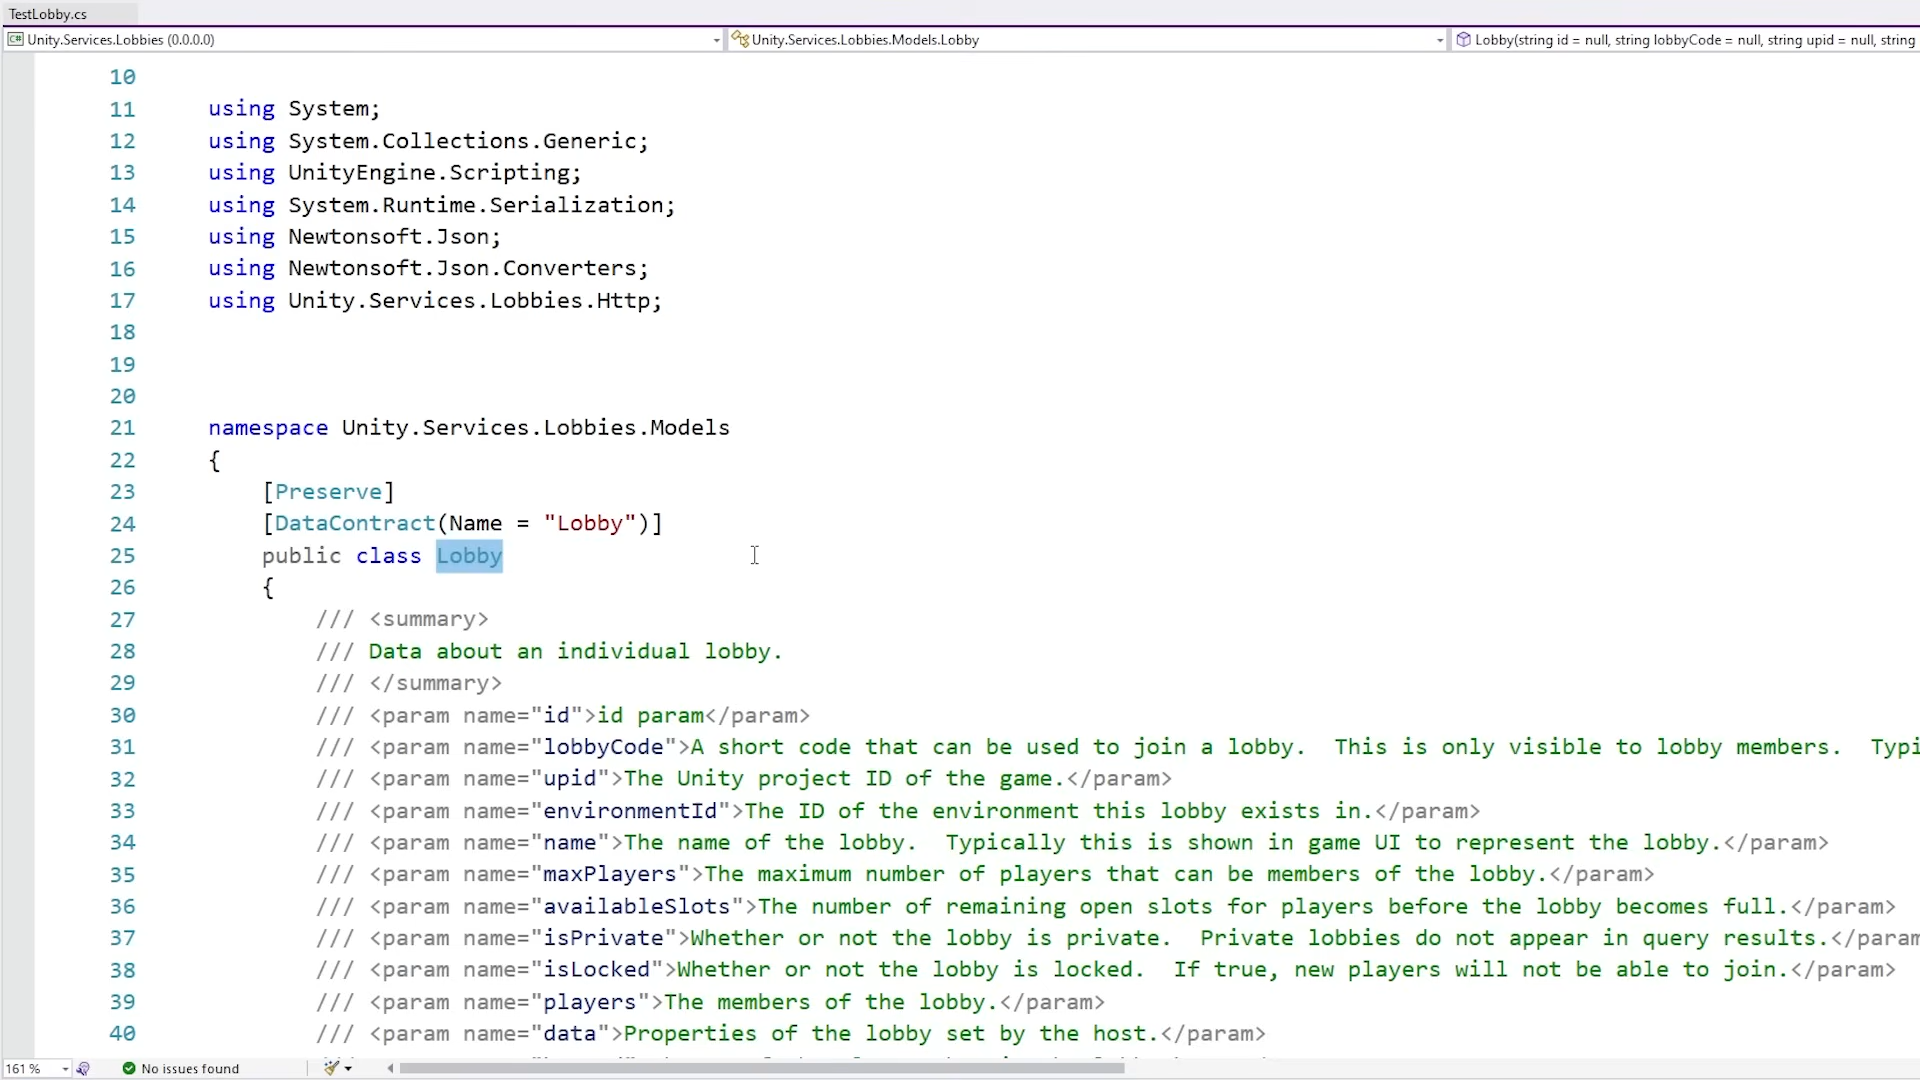 TestLobby.cs
Unity.Services.Lobbies (0.0.0.0)
Unity.Services.Lobbies.Models.Lobby
Lobby(string id = null, string lobbyCode = null, string upid = null, string
10
11 using System;
12 using System.Collections.Generic;
13 using UnityEngine.Scripting;
14 using System.Runtime.Serialization;
15 using Newtonsoft.Json;
16 using Newtonsoft.Json.Converters;
17 using Unity.Services.Lobbies.Http;
18
19
20
21 namespace Unity.Services.Lobbies.Models
22 {
23 [Preserve]
24 [DataContract(Name = "Lobby")]
25 public class Lobby
26 {
27 /// <summary>
28 /// Data about an individual lobby.
29 /// </summary>
30 /// <param name="id">id param</param>
31 /// <param name="lobbyCode">A short code that can be used to join a lobby.  This is only visible to lobby members.  Typi
32 /// <param name="upid">The Unity project ID of the game.</param>
33 /// <param name="environmentId">The ID of the environment this lobby exists in.</param>
34 /// <param name="name">The name of the lobby.  Typically this is shown in game UI to represent the lobby.</param>
35 /// <param name="maxPlayers">The maximum number of players that can be members of the lobby.</param>
36 /// <param name="availableSlots">The number of remaining open slots for players before the lobby becomes full.</param>
37 /// <param name="isPrivate">Whether or not the lobby is private.  Private lobbies do not appear in query results.</param
38 /// <param name="isLocked">Whether or not the lobby is locked.  If true, new players will not be able to join.</param>
39 /// <param name="players">The members of the lobby.</param>
40 /// <param name="data">Properties of the lobby set by the host.</param>
161 %
No issues found